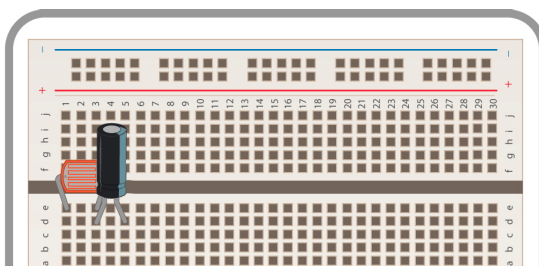 − −
+ +
1 2 3 4 5 6 7 8 9 10 11 12 13 14 15 16 17 18 19 20 21 22 23 24 25 26 27 28 29 30
j j
i i
h h
g g
f f
e e
d d
c c
b b
a a